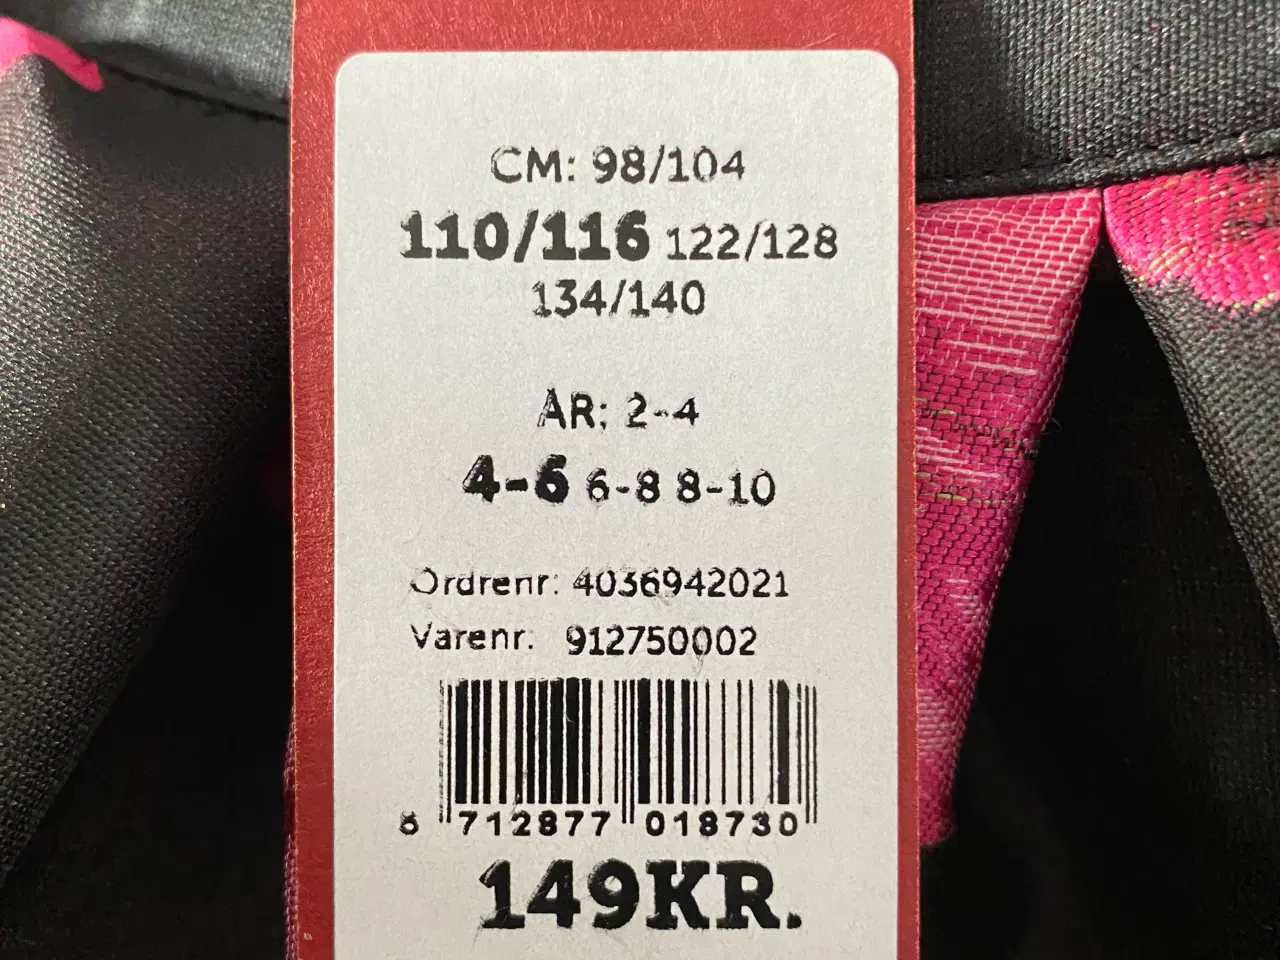 CM: 98/104
110/116 122/128
134/140
ÅR: 2-4
4-6 6-8 8-10
Ordrenr: 4036942021
Varenr: 912750002
8 712877 018730
149KR.